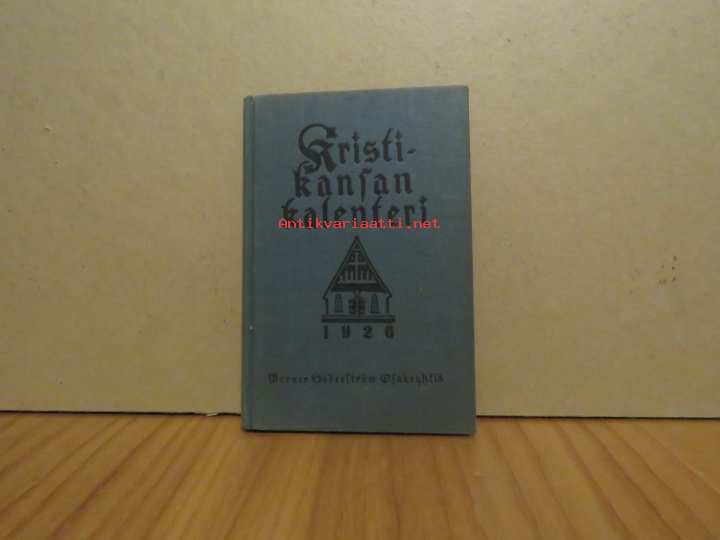 Kristi-
kansan
kalenteri
Antikvariaatti.net
1926
Werner Söderström Osakeyhtiö